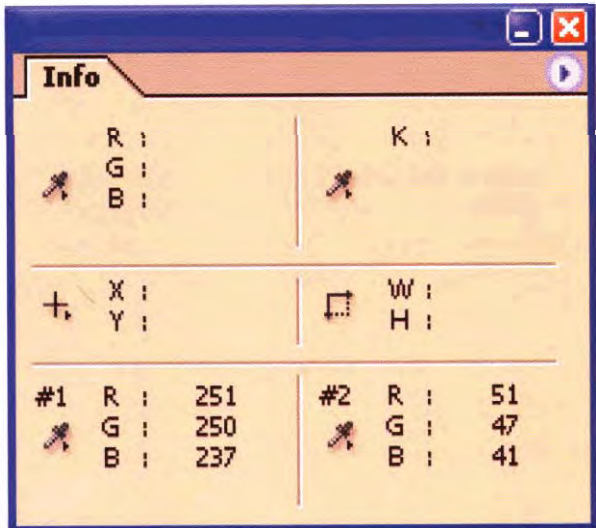 Info
R :
G :
B :
K :
X :
Y :
W :
H :
#1 R : 251
G : 250
B : 237
#2 R : 51
G : 47
B : 41